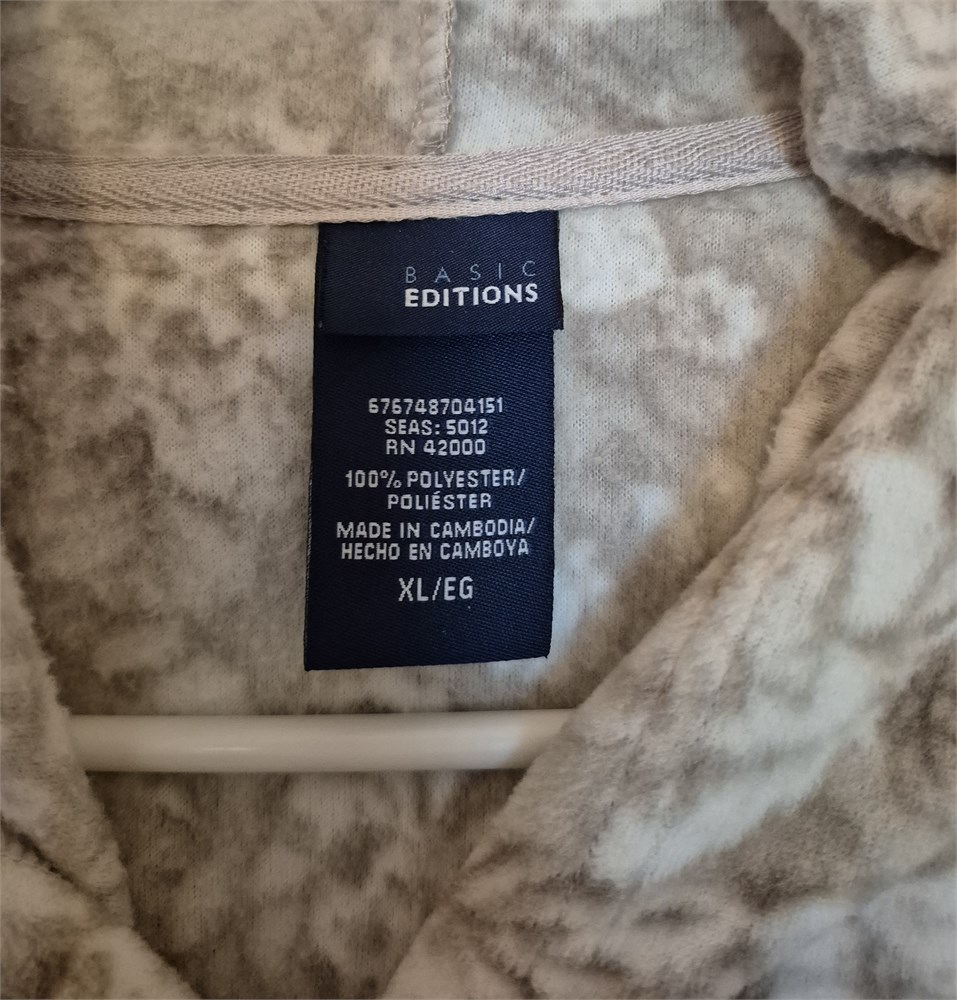 BASIC
EDITIONS
676748704151
SEAS: 5012
RN 42000
100% POLYESTER/
POLIÉSTER
MADE IN CAMBODIA/
HECHO EN CAMBOYA
XL/EG